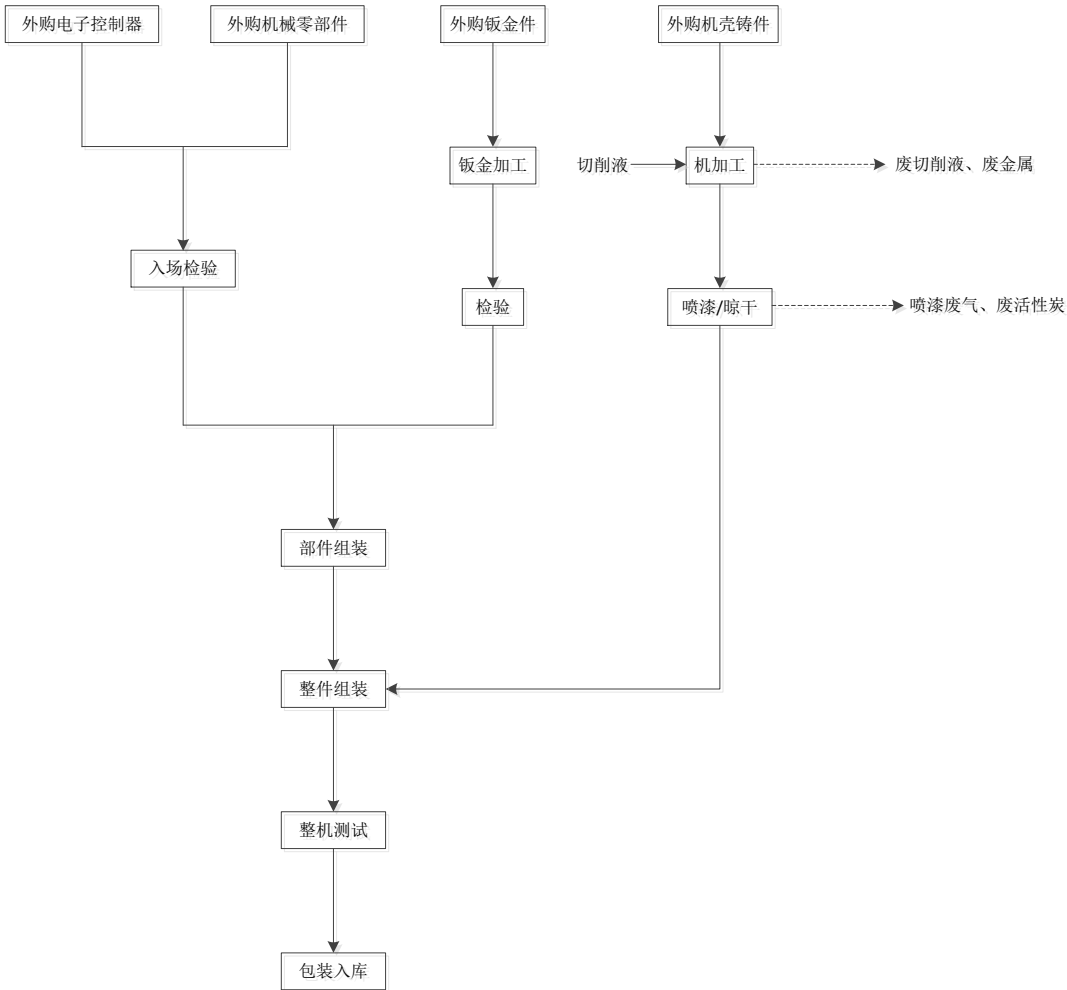 外购电子控制器
外购机械零部件
外购钣金件
外购机壳铸件
钣金加工
切削液
机加工
废切削液、废金属
入场检验
检验
喷漆/晾干
喷漆废气、废活性炭
部件组装
整件组装
整机测试
包装入库